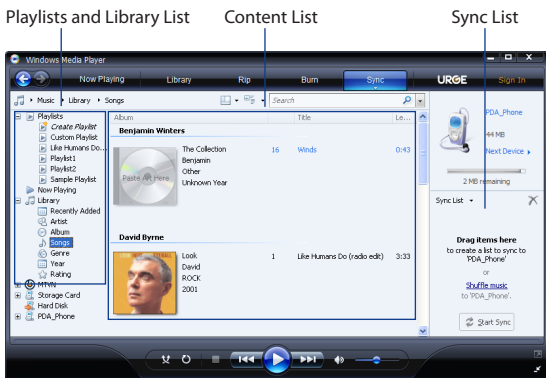 Playlists and Library List Content List Sync List
Windows Media Player
Now Playing Library Rip Burn Sync URGE Sign In
Music Library Songs Search
Playlists
Create Playlist
Custom Playlist
Like Humans Do...
Playlist1
Playlist2
Sample Playlist
Now Playing
Library
Recently Added
Artist
Album
Songs
Genre
Year
Rating
MTVN
Storage Card
Hard Disk
PDA_Phone
Album Title Le...
Benjamin Winters
Paste Art Here
The Collection 16 Winds 0:43
Benjamin
Other
Unknown Year
David Byrne
Look 1 Like Humans Do (radio edit) 3:33
David
ROCK
2001
PDA_Phone
44 MB
Next Device
2 MB remaining
Sync List
Drag items here
to create a list to sync to
'PDA_Phone'
or
Shuffle music
to 'PDA_Phone'.
Start Sync